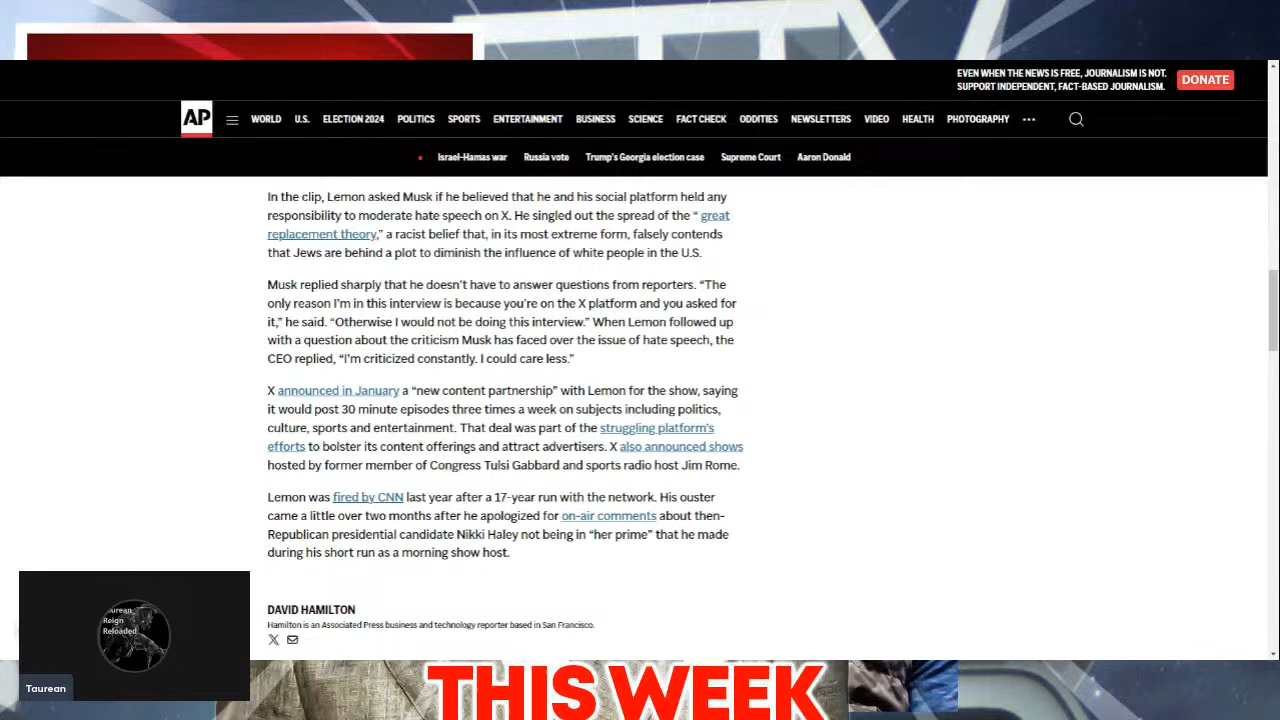 EVEN WHEN THE NEWS IS FREE, JOURNALISM IS NOT.
SUPPORT INDEPENDENT, FACT-BASED JOURNALISM.
DONATE
AP
WORLD U.S. ELECTION 2024 POLITICS SPORTS ENTERTAINMENT BUSINESS SCIENCE FACT CHECK ODDITIES NEWSLETTERS VIDEO HEALTH PHOTOGRAPHY •••
• Israel-Hamas war Russia vote Trump's Georgia election case Supreme Court Aaron Donald
In the clip, Lemon asked Musk if he believed that he and his social platform held any
responsibility to moderate hate speech on X. He singled out the spread of the “ great
replacement theory,” a racist belief that, in its most extreme form, falsely contends
that Jews are behind a plot to diminish the influence of white people in the U.S.
Musk replied sharply that he doesn’t have to answer questions from reporters. “The
only reason I’m in this interview is because you’re on the X platform and you asked for
it,” he said. “Otherwise I would not be doing this interview.” When Lemon followed up
with a question about the criticism Musk has faced over the issue of hate speech, the
CEO replied, “I’m criticized constantly. I could care less.”
X announced in January a “new content partnership” with Lemon for the show, saying
it would post 30 minute episodes three times a week on subjects including politics,
culture, sports and entertainment. That deal was part of the struggling platform’s
efforts to bolster its content offerings and attract advertisers. X also announced shows
hosted by former member of Congress Tulsi Gabbard and sports radio host Jim Rome.
Lemon was fired by CNN last year after a 17-year run with the network. His ouster
came a little over two months after he apologized for on-air comments about then-
Republican presidential candidate Nikki Haley not being in “her prime” that he made
during his short run as a morning show host.
DAVID HAMILTON
Hamilton is an Associated Press business and technology reporter based in San Francisco.
Reign
Reloaded
Taurean
THIS WEEK